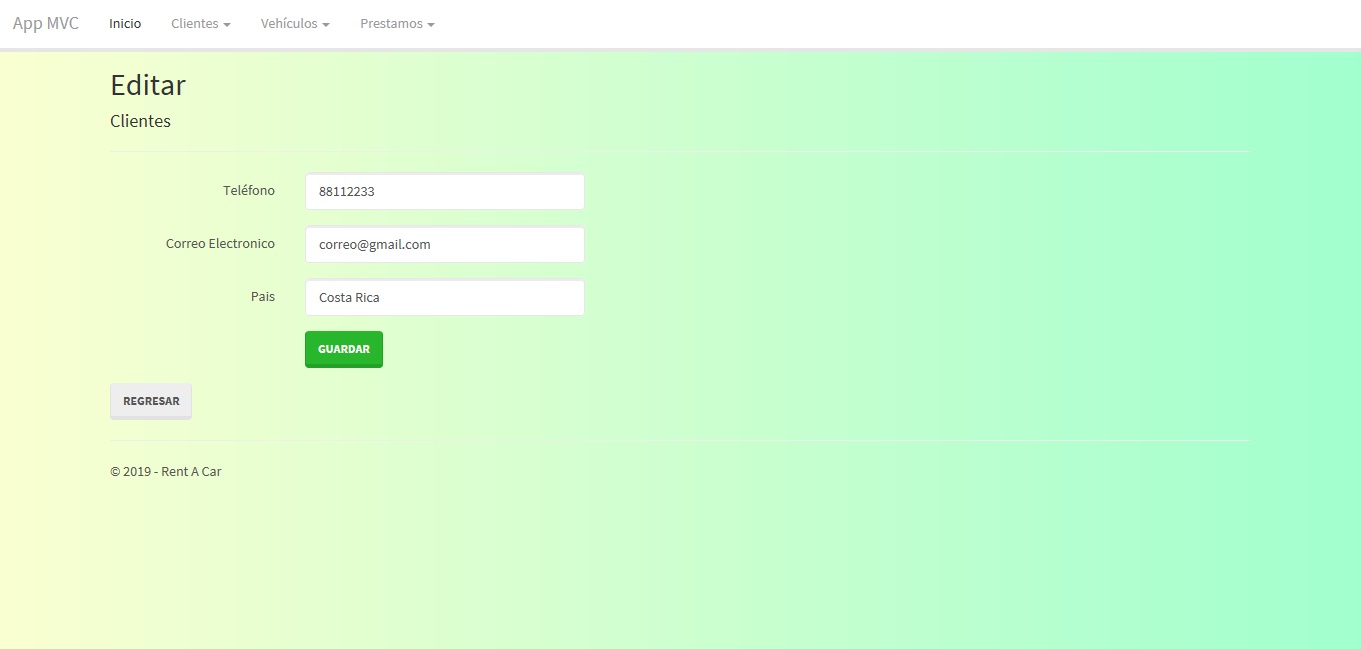 App MVC Inicio Clientes Vehículos Prestamos
Editar
Clientes
Teléfono 88112233
Correo Electronico correo@gmail.com
Pais Costa Rica
GUARDAR
REGRESAR
© 2019 - Rent A Car